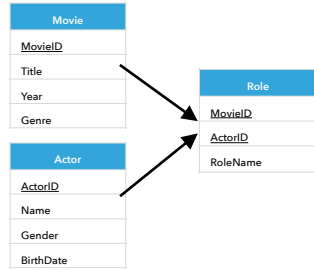 Movie
MovieID
Title
Year
Genre
Actor
ActorID
Name
Gender
BirthDate
Role
MovieID
ActorID
RoleName